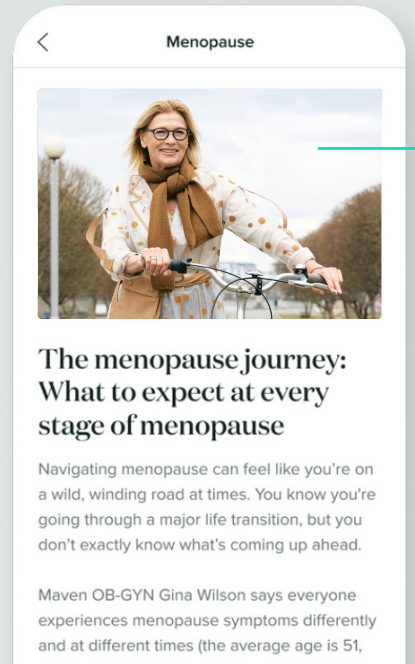 Menopause
The menopause journey:
What to expect at every
stage of menopause
Navigating menopause can feel like you’re on
a wild, winding road at times. You know you're
going through a major life transition, but you
don’t exactly know what’s coming up ahead.
Maven OB-GYN Gina Wilson says everyone
experiences menopause symptoms differently
and at different times (the average age is 51,